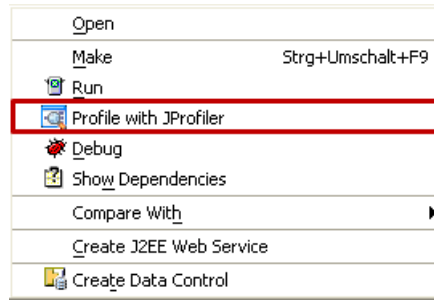 Open
Make Strg+Umschalt+F9
Run
Profile with JProfiler
Debug
Show Dependencies
Compare With
Create J2EE Web Service
Create Data Control